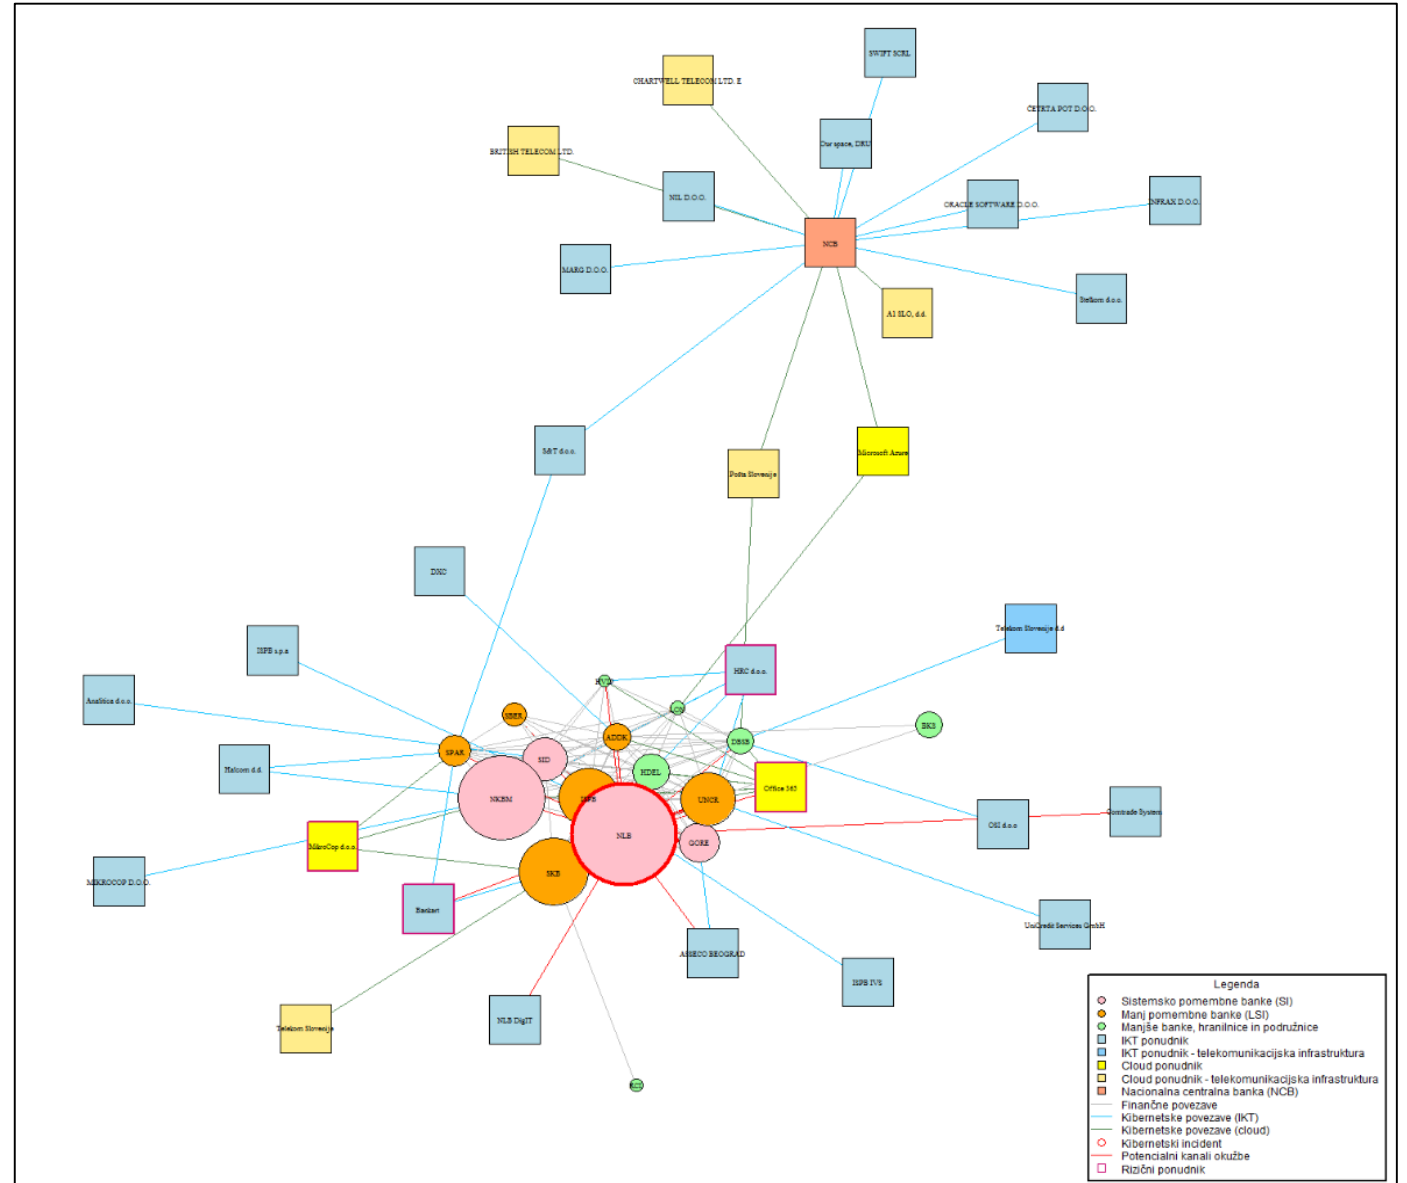 SWIFT SCRL
CHARTWELL TELECOM LTD. E
ČETRTA POT D.O.O.
Our space, DRU
BRITISH TELECOM LTD.
NIL D.O.O.
ORACLE SOFTWARE D.O.O.
INFRAX D.O.O.
NCB
MARG D.O.O.
Stelkom d.o.o.
A1 SLO, d.d.
S&T d.o.o.
Microsoft Azure
Pošta Slovenije
DXC
Telekom Slovenije d.d
ISPB s.p.a
HRC d.o.o.
Analitica d.o.o.
LON
SBER
BKS
ADDK
DBSB
SPAR
SID
Halcom d.d.
HDEL
Office 365
NKBM
UNCR
Comtrade System
OSI d.o.o
NLB
GORE
MikroCop d.o.o.
SKB
MIKROCOP D.O.O.
Bankart
UniCredit Services GmbH
ASSECO BEOGRAD
ISPB IVS
NLB DigIT
Telekom Slovenije
Legenda
Sistemsko pomembne banke (SI)
Manj pomembne banke (LSI)
Manjše banke, hranilnice in podružnice
IKT ponudnik
IKT ponudnik - telekomunikacijska infrastruktura
Cloud ponudnik
Cloud ponudnik - telekomunikacijska infrastruktura
Nacionalna centralna banka (NCB)
Finančne povezave
Kibernetske povezave (IKT)
Kibernetske povezave (cloud)
Kibernetski incident
Potencialni kanali okužbe
Rizični ponudnik